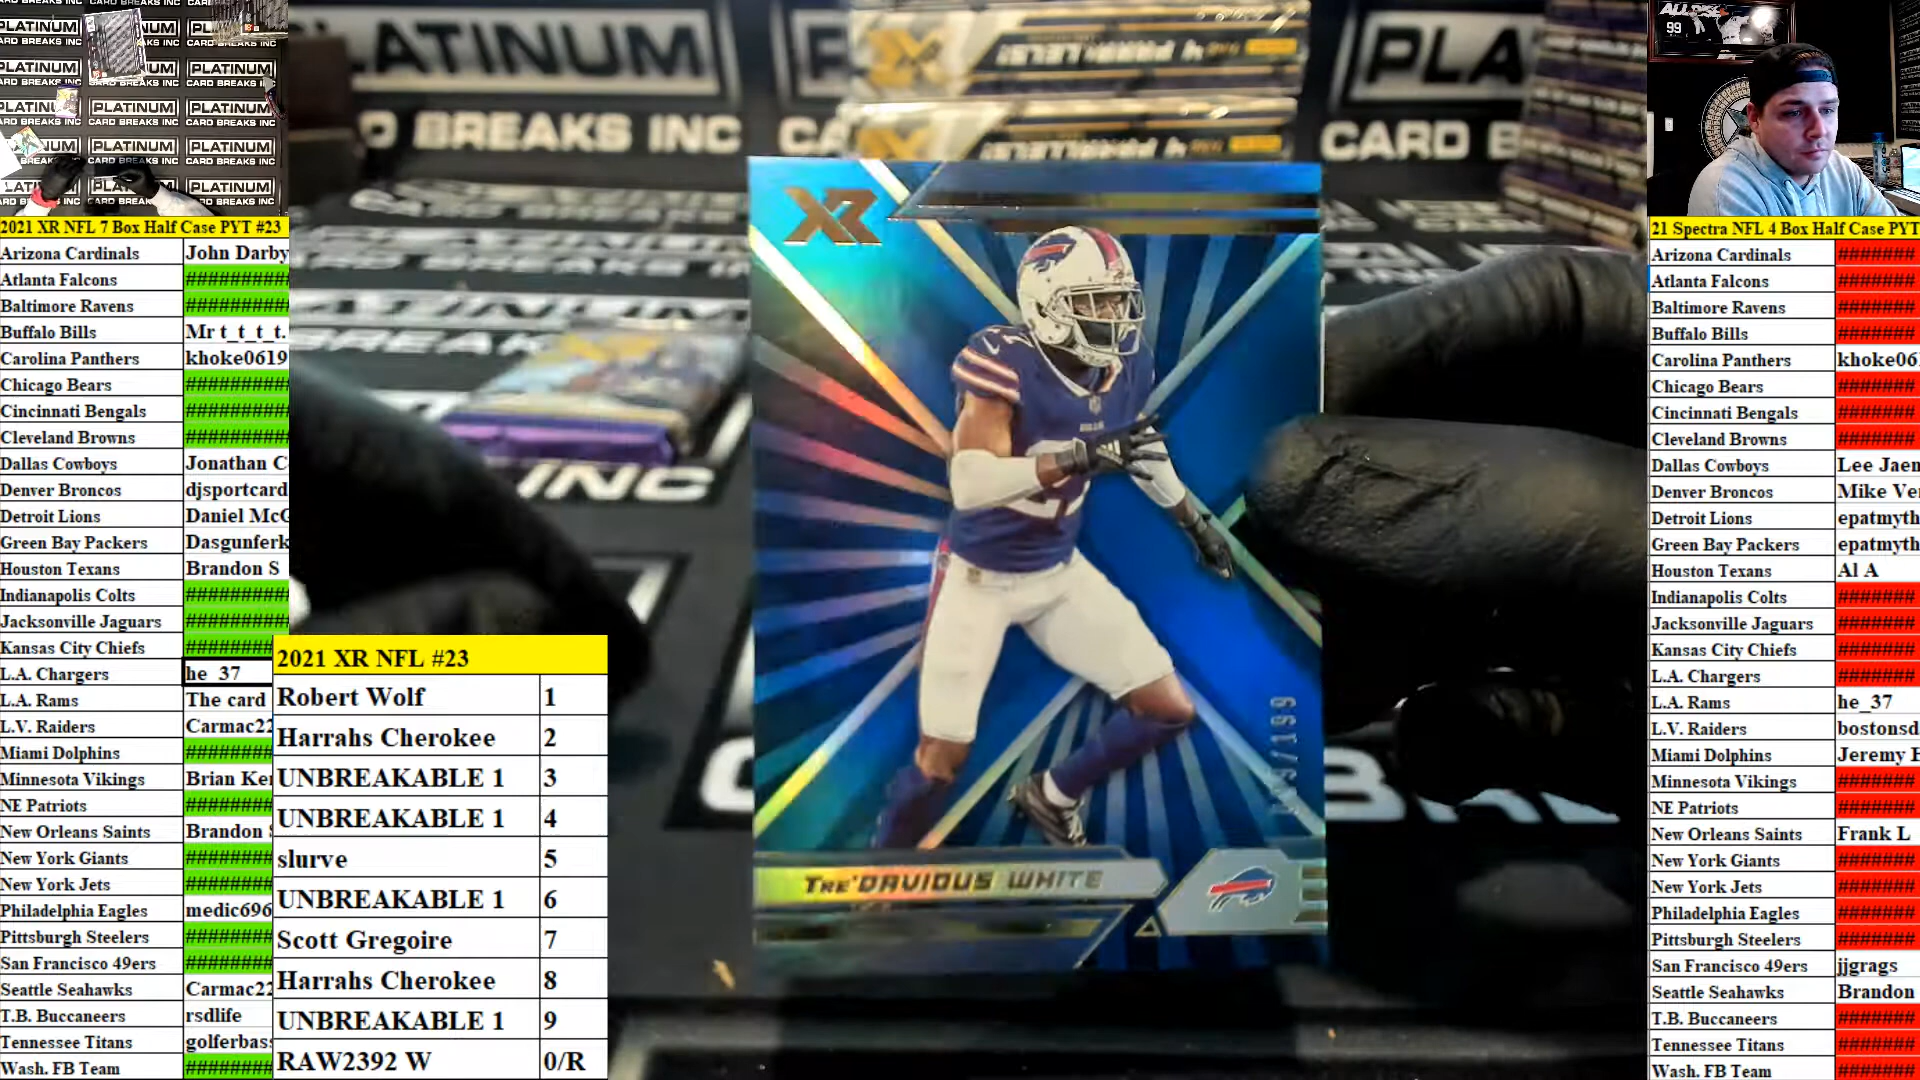 2021 XR NFL 7 Box Half Case PYT #23
Arizona Cardinals John Darby
Atlanta Falcons ########
Baltimore Ravens ########
Buffalo Bills Mr t_t_t_t.
Carolina Panthers khoke0619
Chicago Bears ########
Cincinnati Bengals ########
Cleveland Browns ########
Dallas Cowboys Jonathan C
Denver Broncos djsportcard
Detroit Lions Daniel McG
Green Bay Packers Dasgunferk
Houston Texans Brandon S
Indianapolis Colts ########
Jacksonville Jaguars ########
Kansas City Chiefs ########
L.A. Chargers he_37
L.A. Rams The card
L.V. Raiders Carmac22
Miami Dolphins #######
Minnesota Vikings Brian Ker
NE Patriots #######
New Orleans Saints Brandon
New York Giants #######
New York Jets #######
Philadelphia Eagles medic696
Pittsburgh Steelers #######
San Francisco 49ers #######
Seattle Seahawks Carmac22
T.B. Buccaneers rsdlife
Tennessee Titans golferbas
Wash. FB Team #######
2021 XR NFL #23
Robert Wolf 1
Harrahs Cherokee 2
UNBREAKABLE 1 3
UNBREAKABLE 1 4
slurve 5
UNBREAKABLE 1 6
Scott Gregoire 7
Harrahs Cherokee 8
UNBREAKABLE 1 9
RAW2392 W 0/R
PLATINUM
CARD BREAKS INC
XR
BILLS
TRE'DAVIOUS WHITE
/199
99
21 Spectra NFL 4 Box Half Case PYT
Arizona Cardinals #######
Atlanta Falcons #######
Baltimore Ravens #######
Buffalo Bills #######
Carolina Panthers khoke06
Chicago Bears #######
Cincinnati Bengals #######
Cleveland Browns #######
Dallas Cowboys Lee Jaen
Denver Broncos Mike Ve
Detroit Lions epatmyth
Green Bay Packers epatmyth
Houston Texans Al A
Indianapolis Colts #######
Jacksonville Jaguars #######
Kansas City Chiefs #######
L.A. Chargers #######
L.A. Rams he_37
L.V. Raiders bostonsd
Miami Dolphins Jeremy H
Minnesota Vikings #######
NE Patriots #######
New Orleans Saints Frank L
New York Giants #######
New York Jets #######
Philadelphia Eagles #######
Pittsburgh Steelers #######
San Francisco 49ers jjgrags
Seattle Seahawks Brandon
T.B. Buccaneers #######
Tennessee Titans #######
Wash. FB Team #######